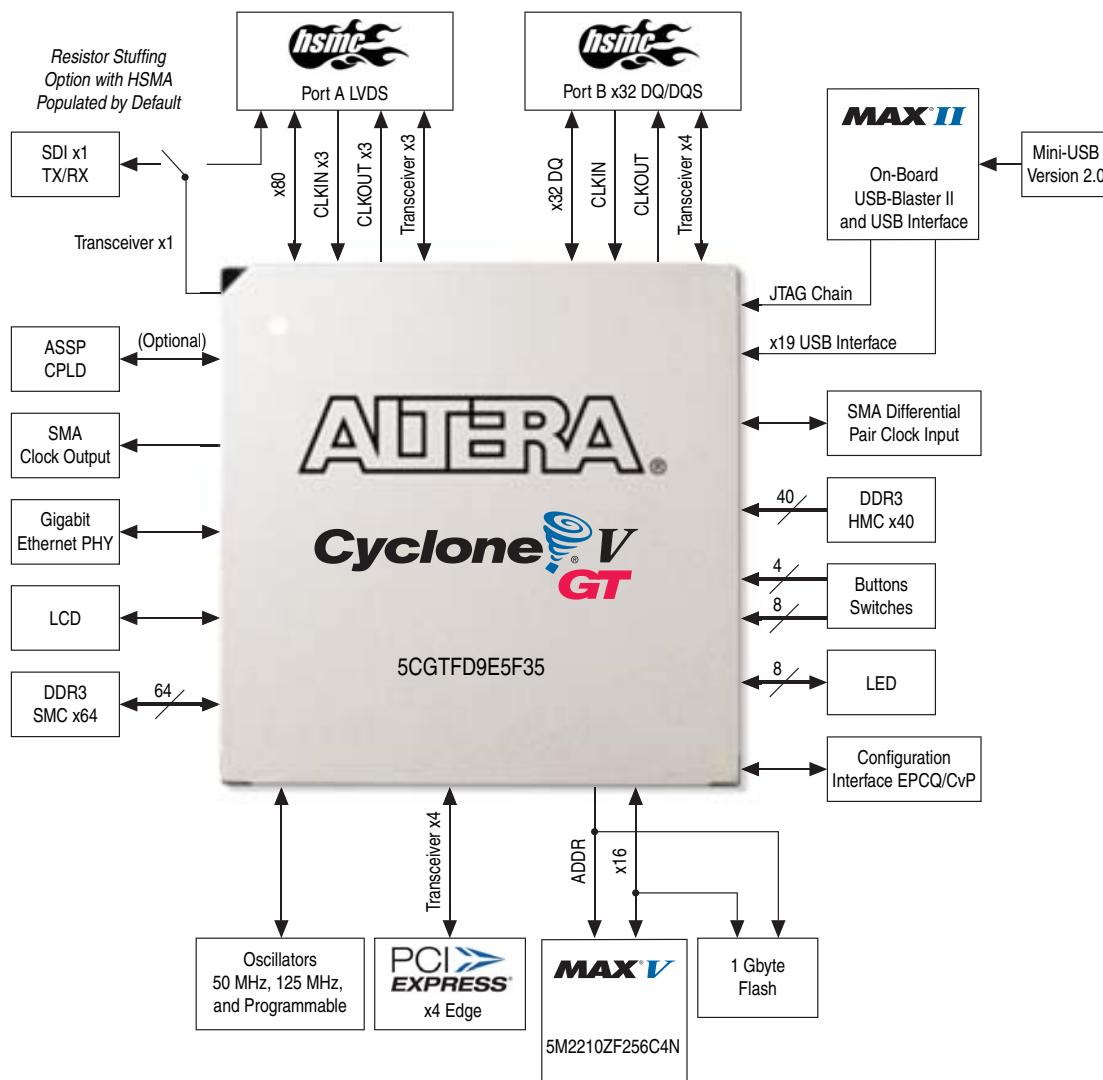 hsmc
Port A LVDS
hsmc
Port B x32 DQ/DQS
Resistor Stuffing
Option with HSMA
Populated by Default
SDI x1
TX/RX
Transceiver x1
x80
CLKIN x3
CLKOUT x3
Transceiver x3
x32 DQ
CLKIN
CLKOUT
Transceiver x4
MAX® II
On-Board
USB-Blaster II
and USB Interface
Mini-USB
Version 2.0
JTAG Chain
x19 USB Interface
ASSP
CPLD
(Optional)
SMA
Clock Output
Gigabit
Ethernet PHY
LCD
DDR3
SMC x64
64
ALTERA®
Cyclone® V
GT
5CGTFD9E5F35
SMA Differential
Pair Clock Input
40
DDR3
HMC x40
4
8
Buttons
Switches
8
LED
Configuration
Interface EPCQ/CvP
Transceiver x4
ADDR
x16
Oscillators
50 MHz, 125 MHz,
and Programmable
PCI
EXPRESS®
x4 Edge
MAX® V
5M2210ZF256C4N
1 Gbyte
Flash